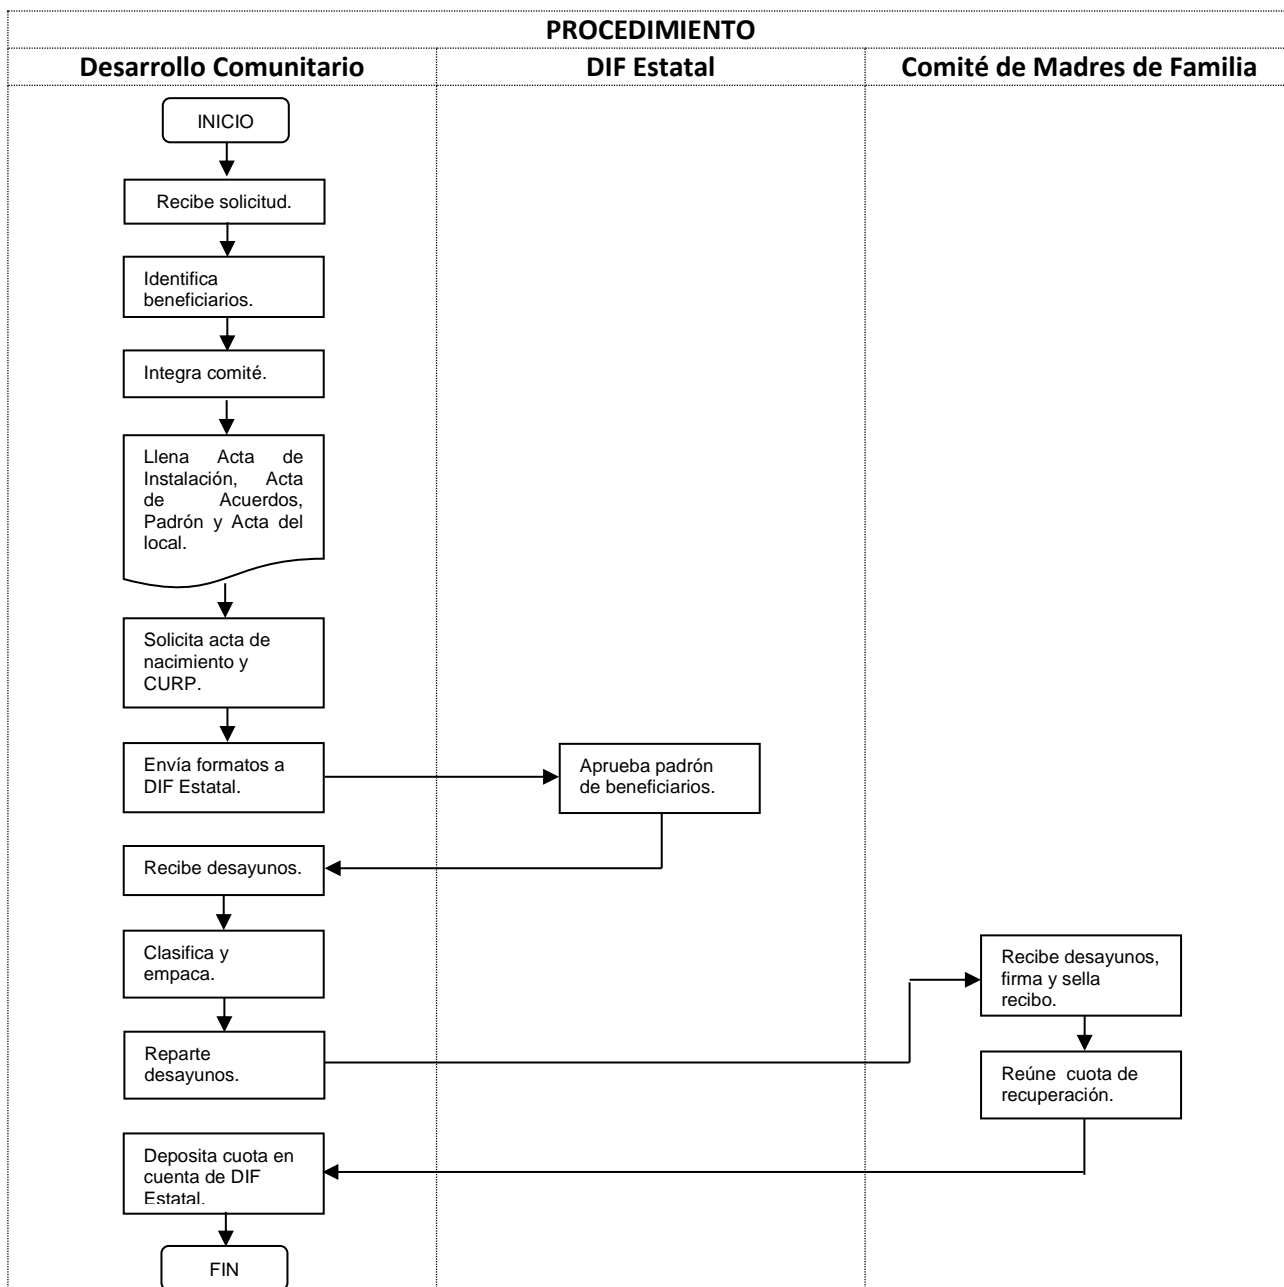 PROCEDIMIENTO
Desarrollo Comunitario
DIF Estatal
Comité de Madres de Familia
INICIO
Recibe solicitud.
Identifica
beneficiarios.
Integra comité.
Llena Acta de
Instalación, Acta
de Acuerdos,
Padrón y Acta del
local.
Solicita acta de
nacimiento y
CURP.
Envía formatos a
DIF Estatal.
Aprueba padrón
de beneficiarios.
Recibe desayunos.
Clasifica y
empaca.
Reparte
desayunos.
Recibe desayunos,
firma y sella
recibo.
Reúne cuota de
recuperación.
Deposita cuota en
cuenta de DIF
Estatal.
FIN